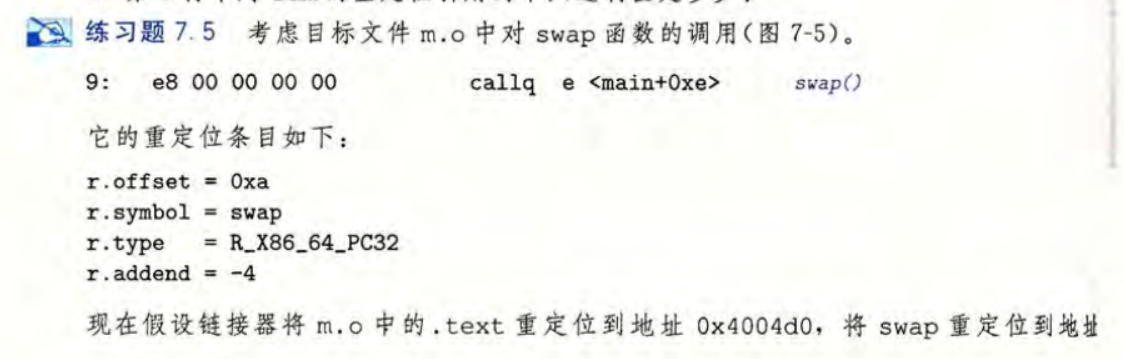 练习题 7.5 考虑目标文件 m.o 中对 swap 函数的调用(图 7-5)。
9: e8 00 00 00 00 callq e <main+0xe> swap()
它的重定位条目如下：
r.offset = 0xa
r.symbol = swap
r.type = R_X86_64_PC32
r.addend = -4
现在假设链接器将 m.o 中的.text 重定位到地址 0x4004d0，将 swap 重定位到地址